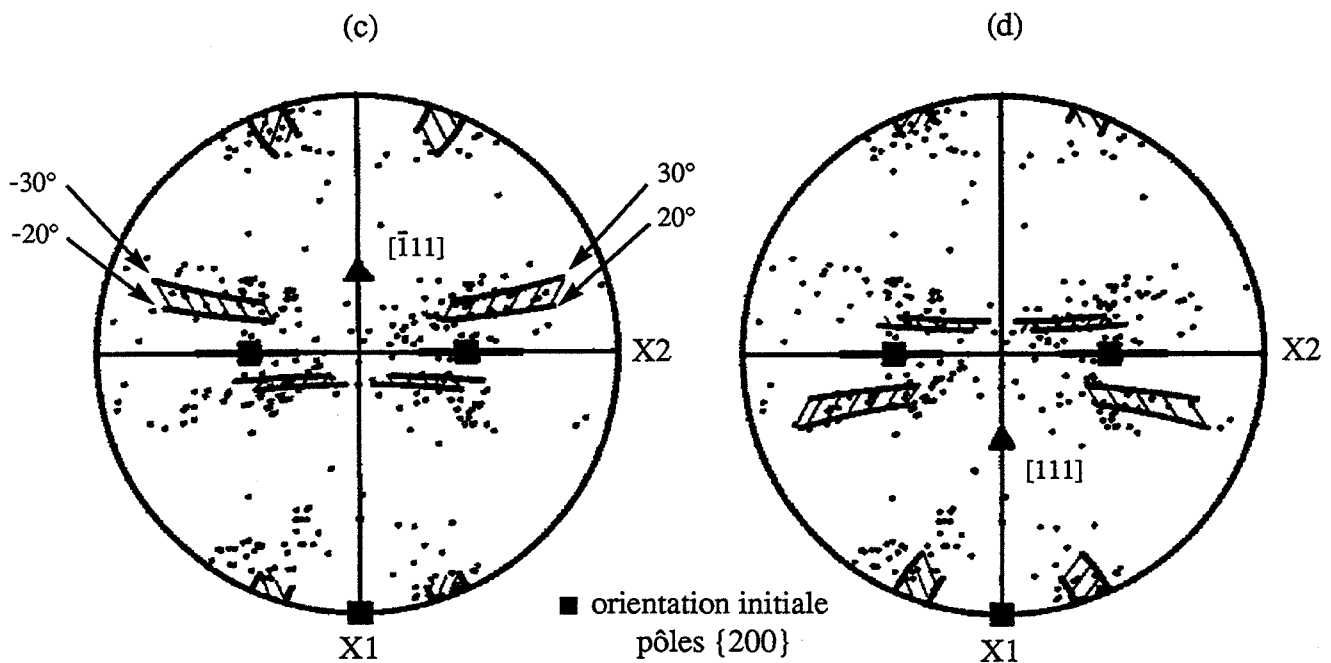 (c)
(d)
-30°
-20°
30°
20°
[1̄11]
X2
X2
[111]
■ orientation initiale
pôles {200}
X1
X1